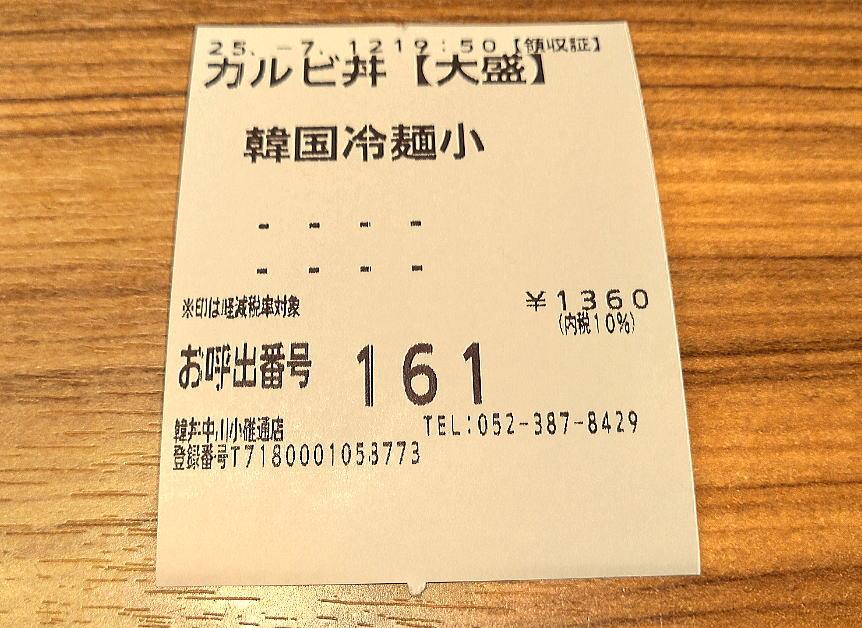 25.-7.12 19:50【領収証】
カルビ丼【大盛】
韓国冷麺小
- - - -
- - - -
※印は軽減税率対象
¥1360
(内税10%)
お呼出番号 161
韓丼中川小碓通店 TEL:052-387-8429
登録番号T7180001053773